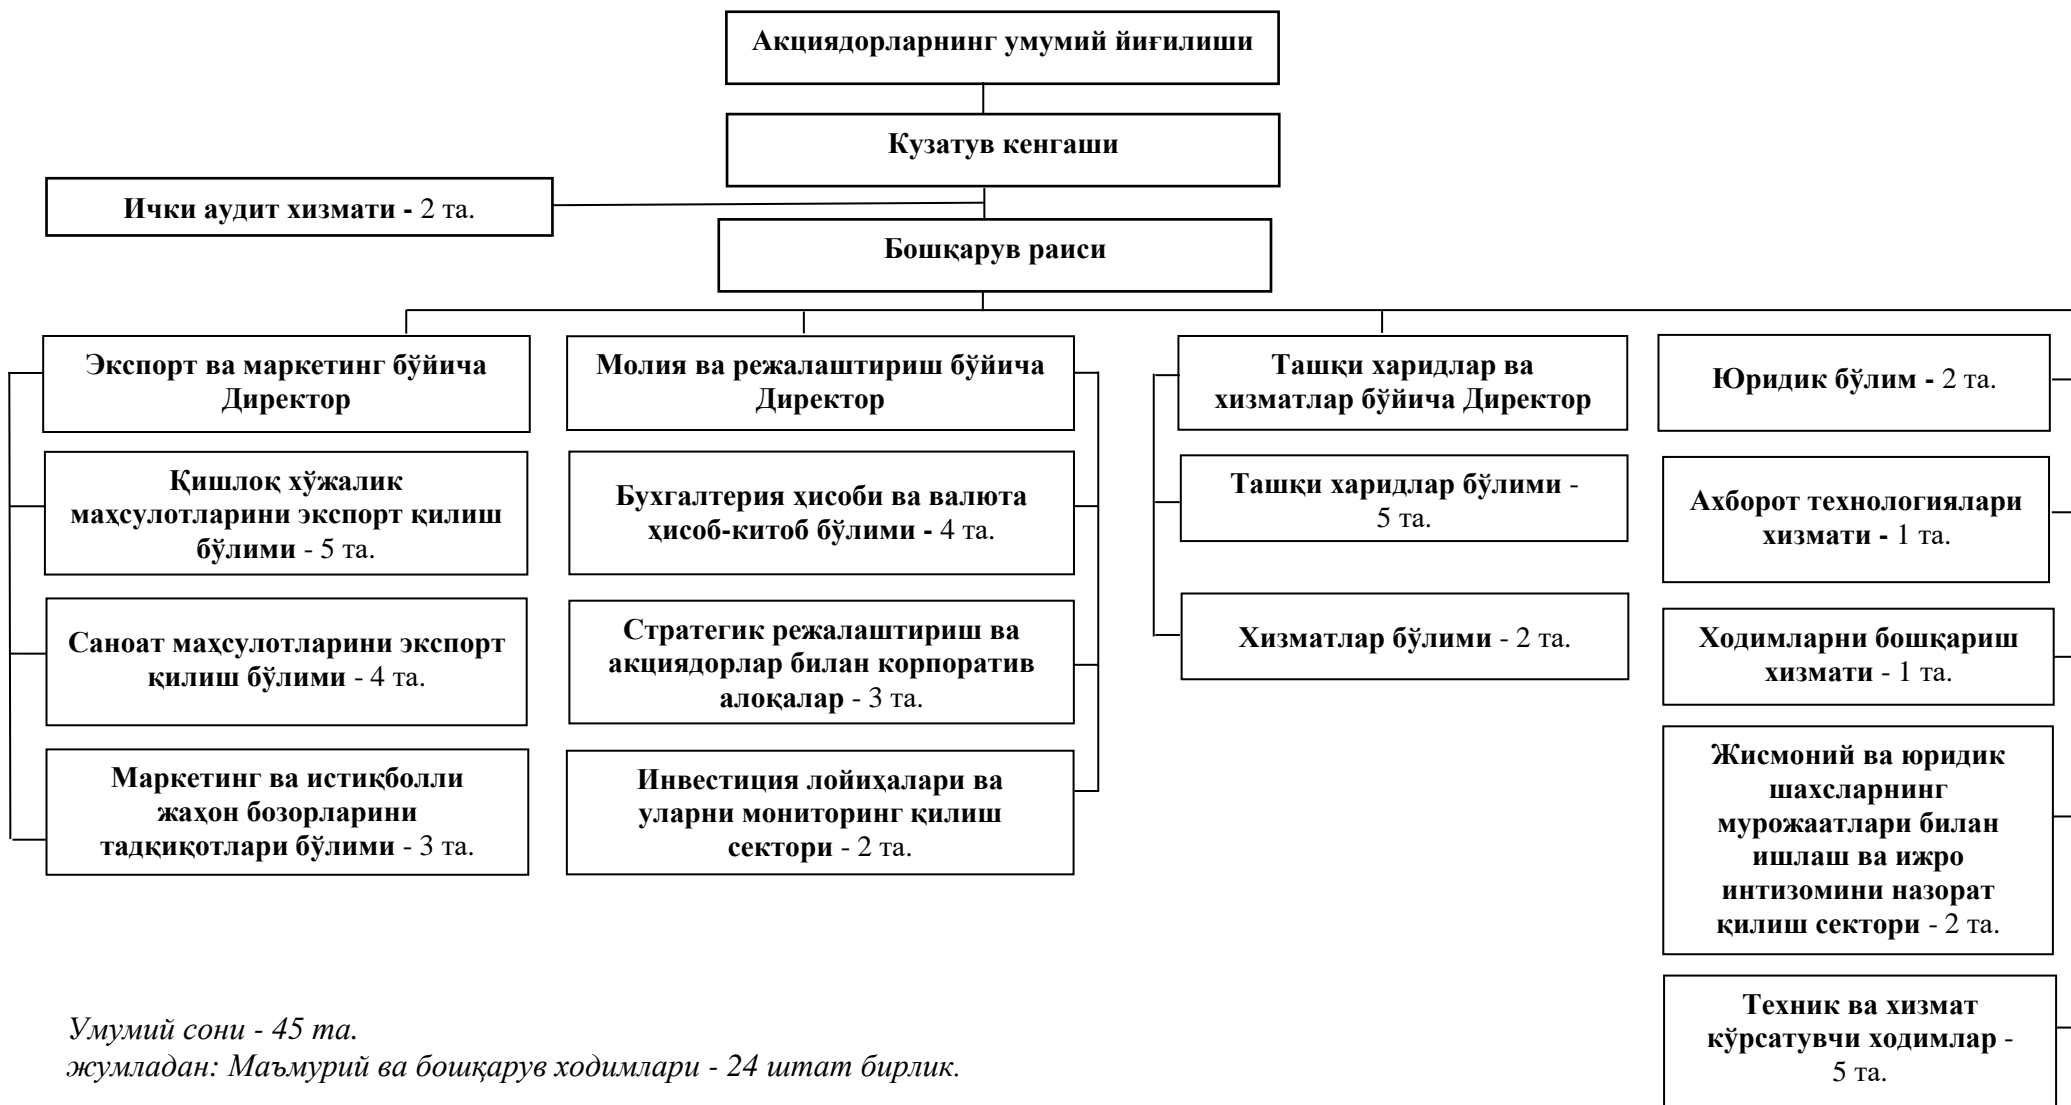 Акциядорларнинг умумий йиғилиши
Кузатув кенгаши
Ички аудит хизмати - 2 та.
Бошқарув раиси
Экспорт ва маркетинг бўйича
Директор
Қишлоқ хўжалик
маҳсулотларини экспорт қилиш
бўлими - 5 та.
Саноат маҳсулотларини экспорт
қилиш бўлими - 4 та.
Маркетинг ва истиқболли
жаҳон бозорларини
тадқиқотлари бўлими - 3 та.
Молия ва режалаштириш бўйича
Директор
Бухгалтерия ҳисоби ва валюта
ҳисоб-китоб бўлими - 4 та.
Стратегик режалаштириш ва
акциядорлар билан корпоратив
алоқалар - 3 та.
Инвестиция лойиҳалари ва
уларни мониторинг қилиш
сектори - 2 та.
Ташқи харидлар ва
хизматлар бўйича Директор
Ташқи харидлар бўлими -
5 та.
Хизматлар бўлими - 2 та.
Юридик бўлим - 2 та.
Ахборот технологиялари
хизмати - 1 та.
Ходимларни бошқариш
хизмати - 1 та.
Жисмоний ва юридик
шахсларнинг
мурожаатлари билан
ишлаш ва ижро
интизомини назорат
қилиш сектори - 2 та.
Техник ва хизмат
кўрсатувчи ходимлар -
5 та.
Умумий сони - 45 та.
жумладан: Маъмурий ва бошқарув ходимлари - 24 штат бирлик.